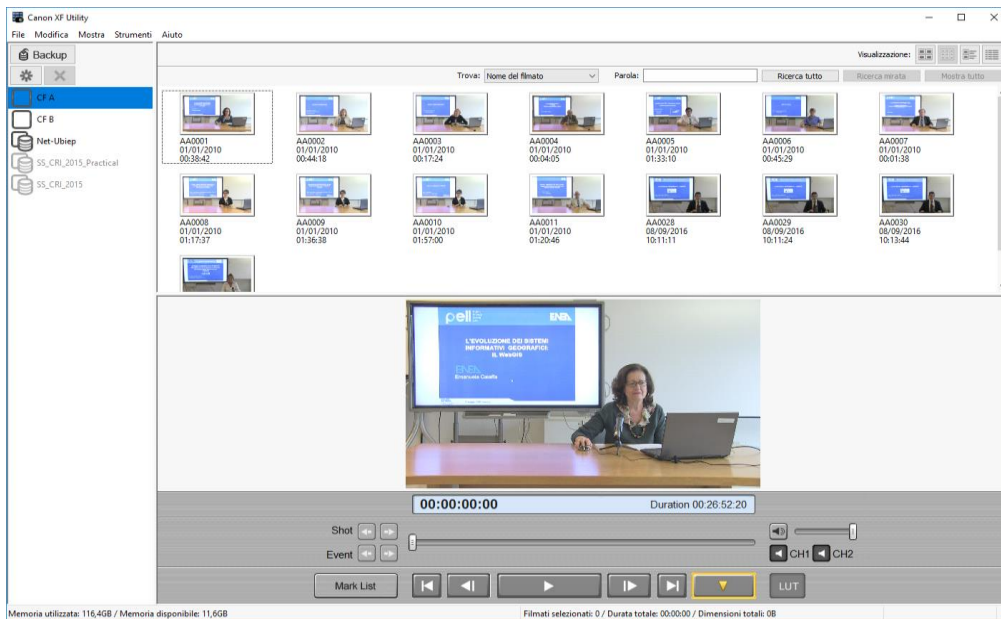 Canon XF Utility
File Modifica Mostra Strumenti Aiuto
Backup
Visualizzazione:
Trova: Nome del filmato Parola: Ricerca tutto Ricerca mirata Mostra tutto
CF A
CF B
Net-Ubiep
SS_CRI_2015_Practical
SS_CRI_2015
AA0001
01/01/2010
00:38:42
AA0002
01/01/2010
00:44:18
AA0003
01/01/2010
00:17:24
AA0004
01/01/2010
00:04:05
AA0005
01/01/2010
01:33:10
AA0006
01/01/2010
00:45:29
AA0007
01/01/2010
00:01:38
AA0008
01/01/2010
01:17:37
AA0009
01/01/2010
01:36:38
AA0010
01/01/2010
01:57:00
AA0011
01/01/2010
01:20:46
AA0028
08/09/2016
10:11:11
AA0029
08/09/2016
10:11:24
AA0030
08/09/2016
10:13:44
pell ENEA
L'EVOLUZIONE DEI SISTEMI
INFORMATIVI GEOGRAFICI:
IL WebGIS
ENEA
Emanuela Caiaffa
00:00:00:00 Duration 00:26:52:20
Shot
Event
CH1 CH2
Mark List LUT
Memoria utilizzata: 116,4GB / Memoria disponibile: 11,6GB
Filmati selezionati: 0 / Durata totale: 00:00:00 / Dimensioni totali: 0B